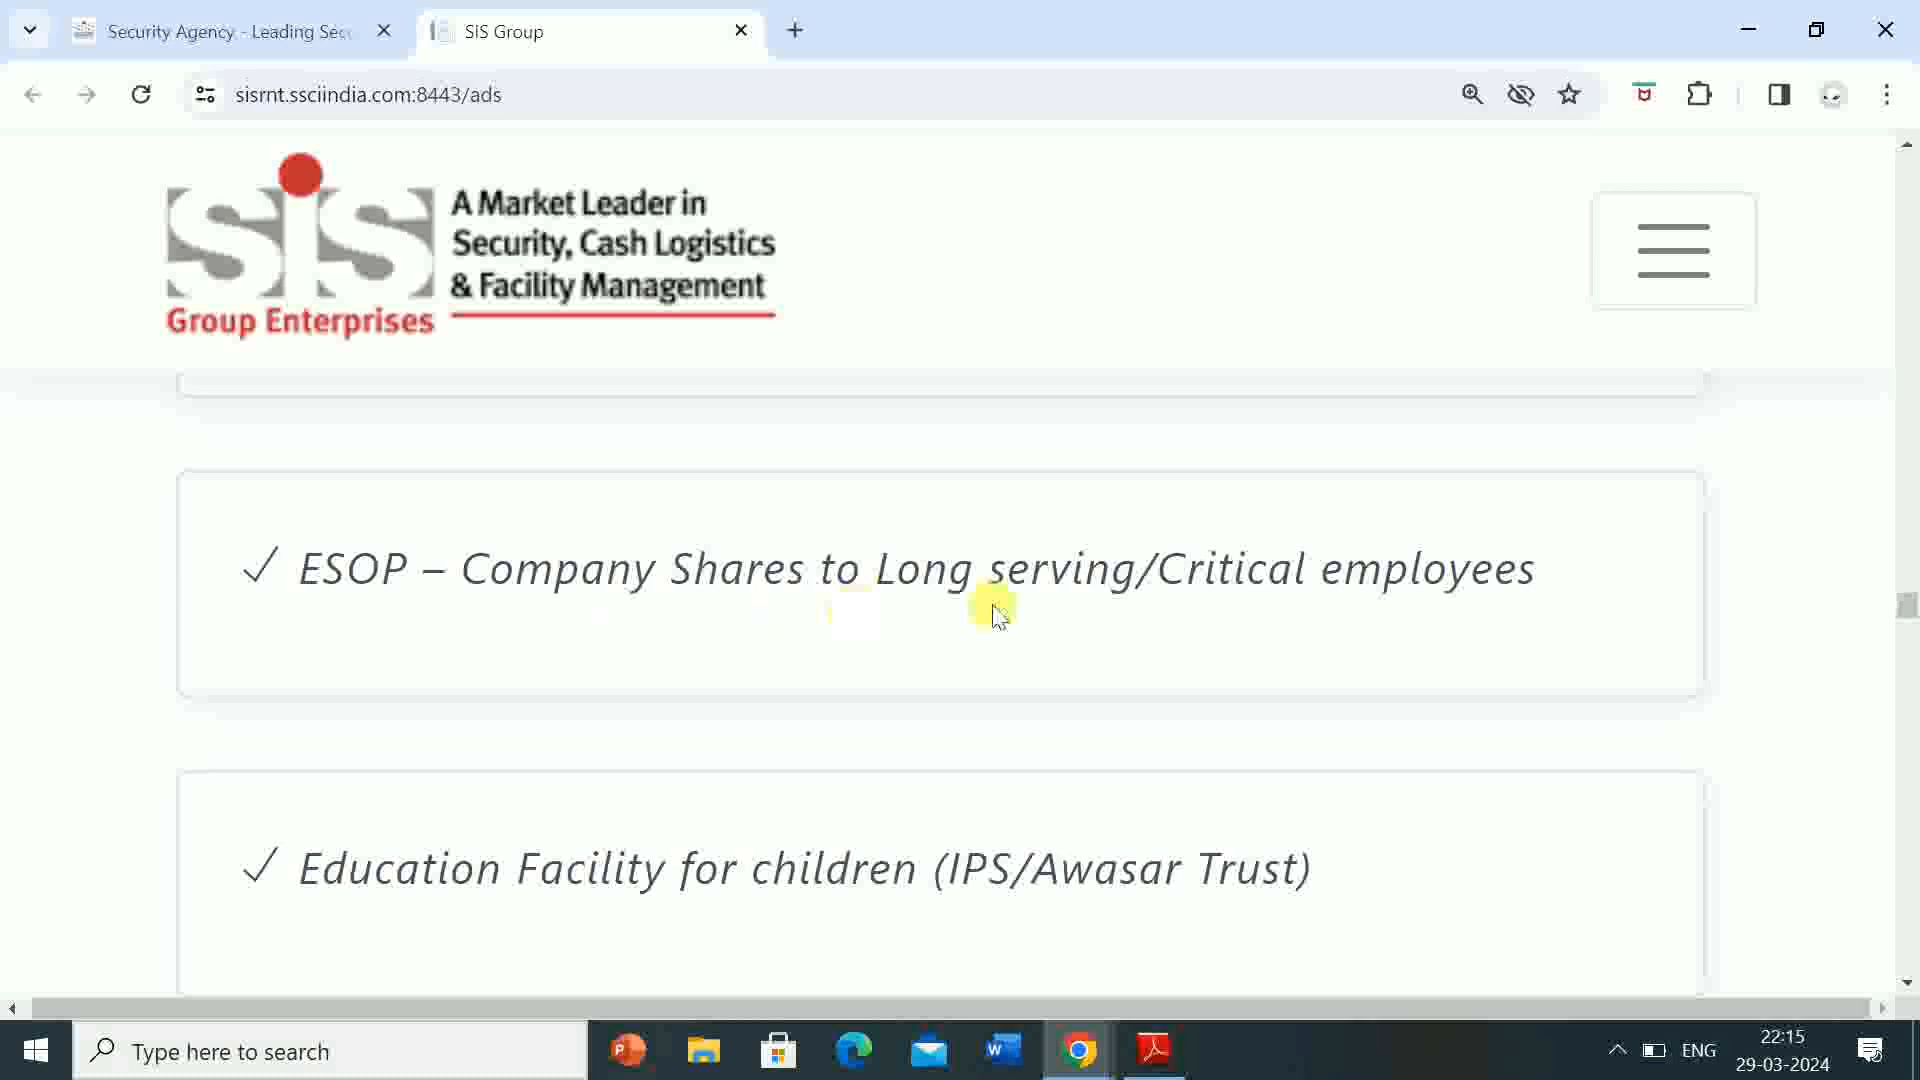 Security Agency - Leading Sec
SIS Group
sisrnt.ssciindia.com:8443/ads
sis
Group Enterprises
A Market Leader in
Security, Cash Logistics
& Facility Management
✓ ESOP – Company Shares to Long serving/Critical employees
✓ Education Facility for children (IPS/Awasar Trust)
Type here to search
ENG
22:15
29-03-2024